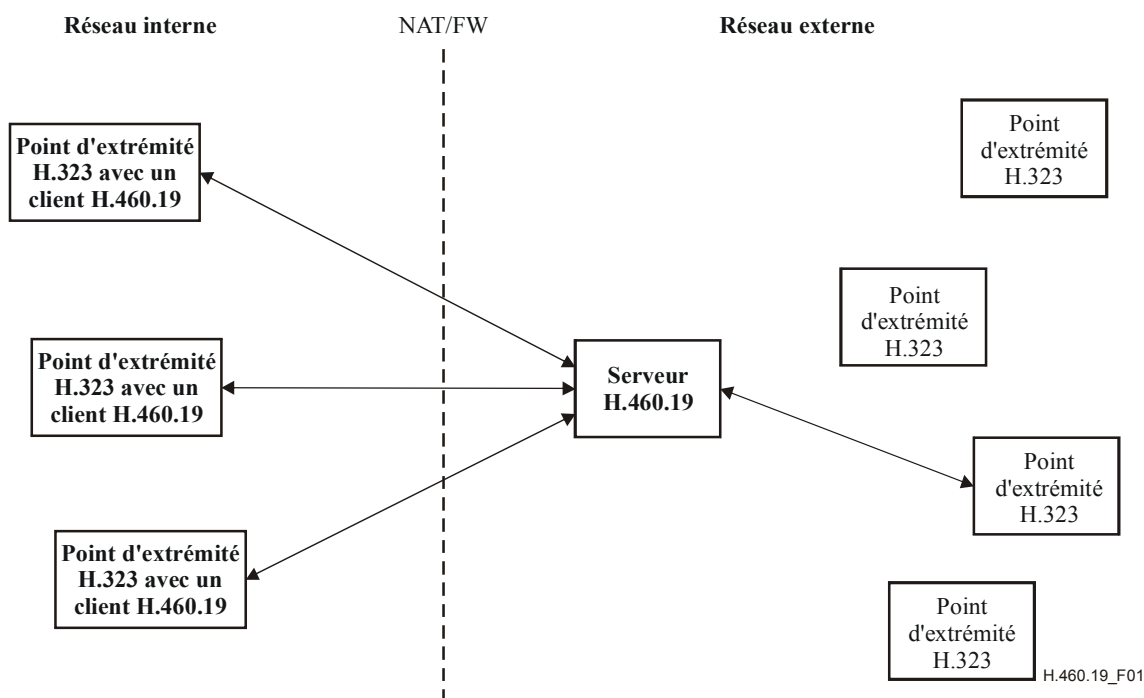 Réseau interne
NAT/FW
Réseau externe
Point d'extrémité
H.323 avec un
client H.460.19
Point
d'extrémité
H.323
Point
d'extrémité
H.323
Point d'extrémité
H.323 avec un
client H.460.19
Serveur
H.460.19
Point
d'extrémité
H.323
Point d'extrémité
H.323 avec un
client H.460.19
Point
d'extrémité
H.323
H.460.19_F01